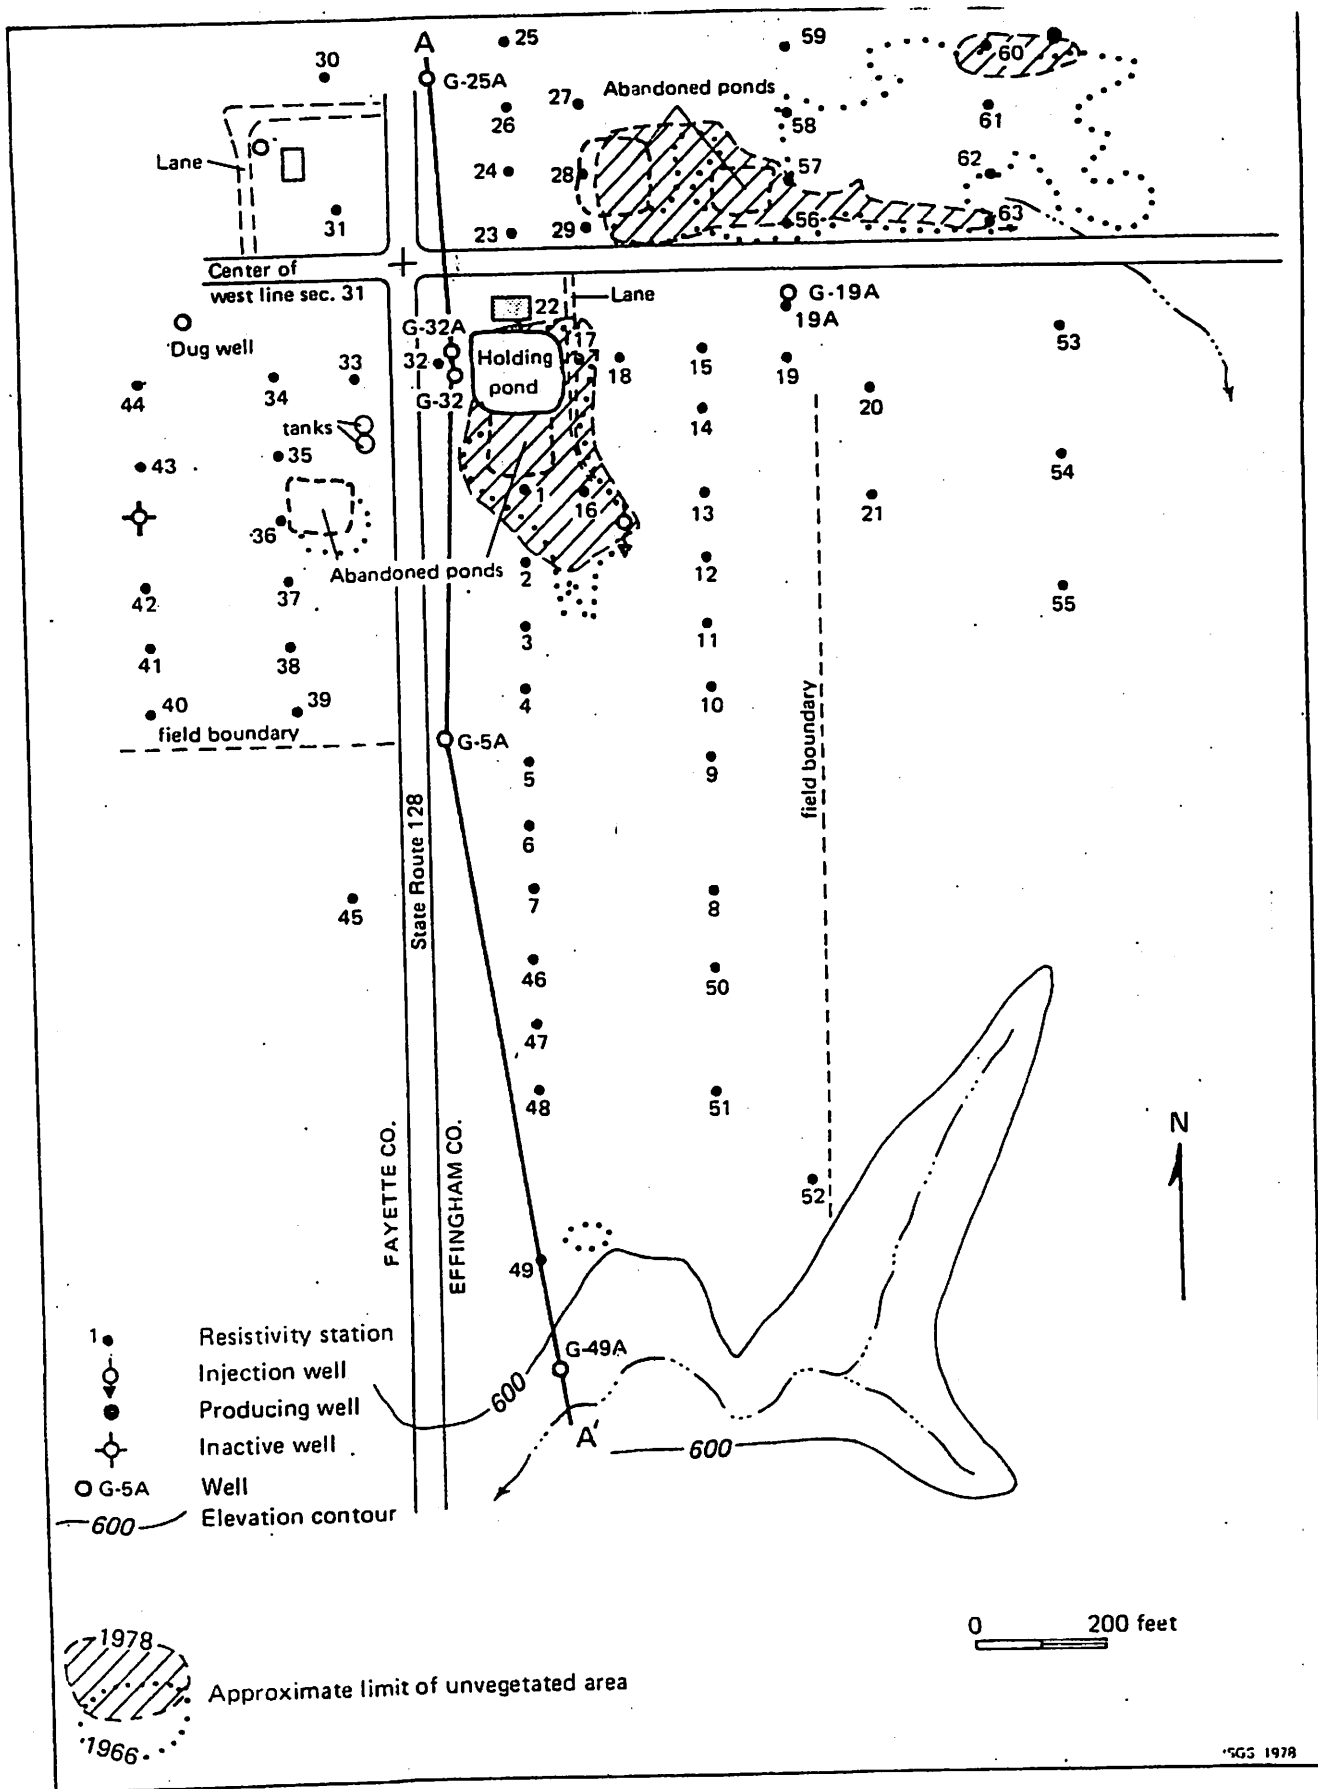 A
25
59
30
G-25A
60
27
Abandoned ponds
26
58
61
Lane
24
28
57
62
31
23
29
56
63
Center of
west line sec. 31
22
Lane
G-19A
19A
Dug well
G-32A
17
53
33
32
Holding
pond
18
15
19
44
34
G-32
20
tanks
14
43
35
54
1
16
13
21
36
Abandoned ponds
2
12
42
37
55
3
11
41
38
4
10
40
39
field boundary
G-5A
5
9
field boundary
6
State Route 128
7
8
45
46
50
47
48
51
N
FAYETTE CO.
EFFINGHAM CO.
52
49
1
Resistivity station
G-49A
Injection well
600
Producing well
A'
Inactive well
600
G-5A
Well
600
Elevation contour
0
200 feet
1978
Approximate limit of unvegetated area
1966
ISGS 1978